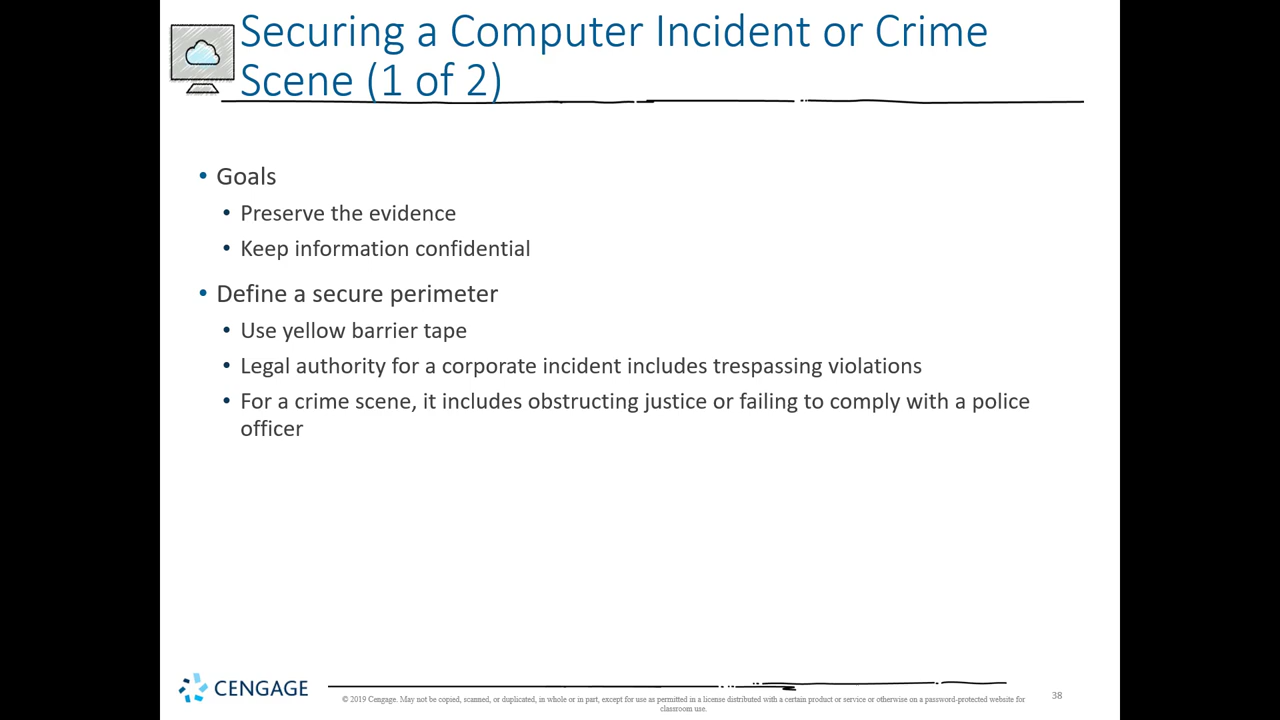 Securing a Computer Incident or Crime
Scene (1 of 2)
• Goals
• Preserve the evidence
• Keep information confidential
• Define a secure perimeter
• Use yellow barrier tape
• Legal authority for a corporate incident includes trespassing violations
• For a crime scene, it includes obstructing justice or failing to comply with a police
officer
CENGAGE
© 2019 Cengage. May not be copied, scanned, or duplicated, in whole or in part, except for use as permitted in a license distributed with a certain product or service or otherwise on a password-protected website for
classroom use.
38